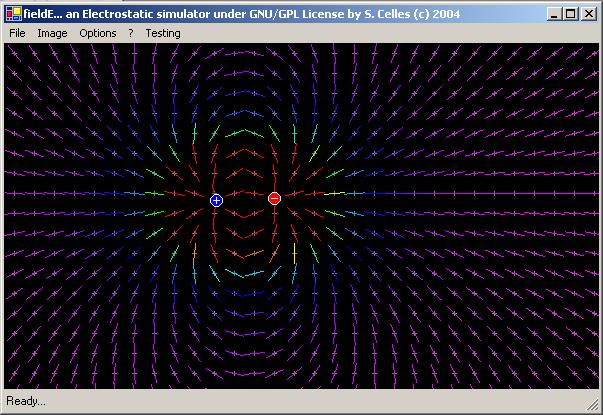 fieldE... an Electrostatic simulator under GNU/GPL License by S. Celles (c) 2004
File Image Options ? Testing
+ −
Ready...